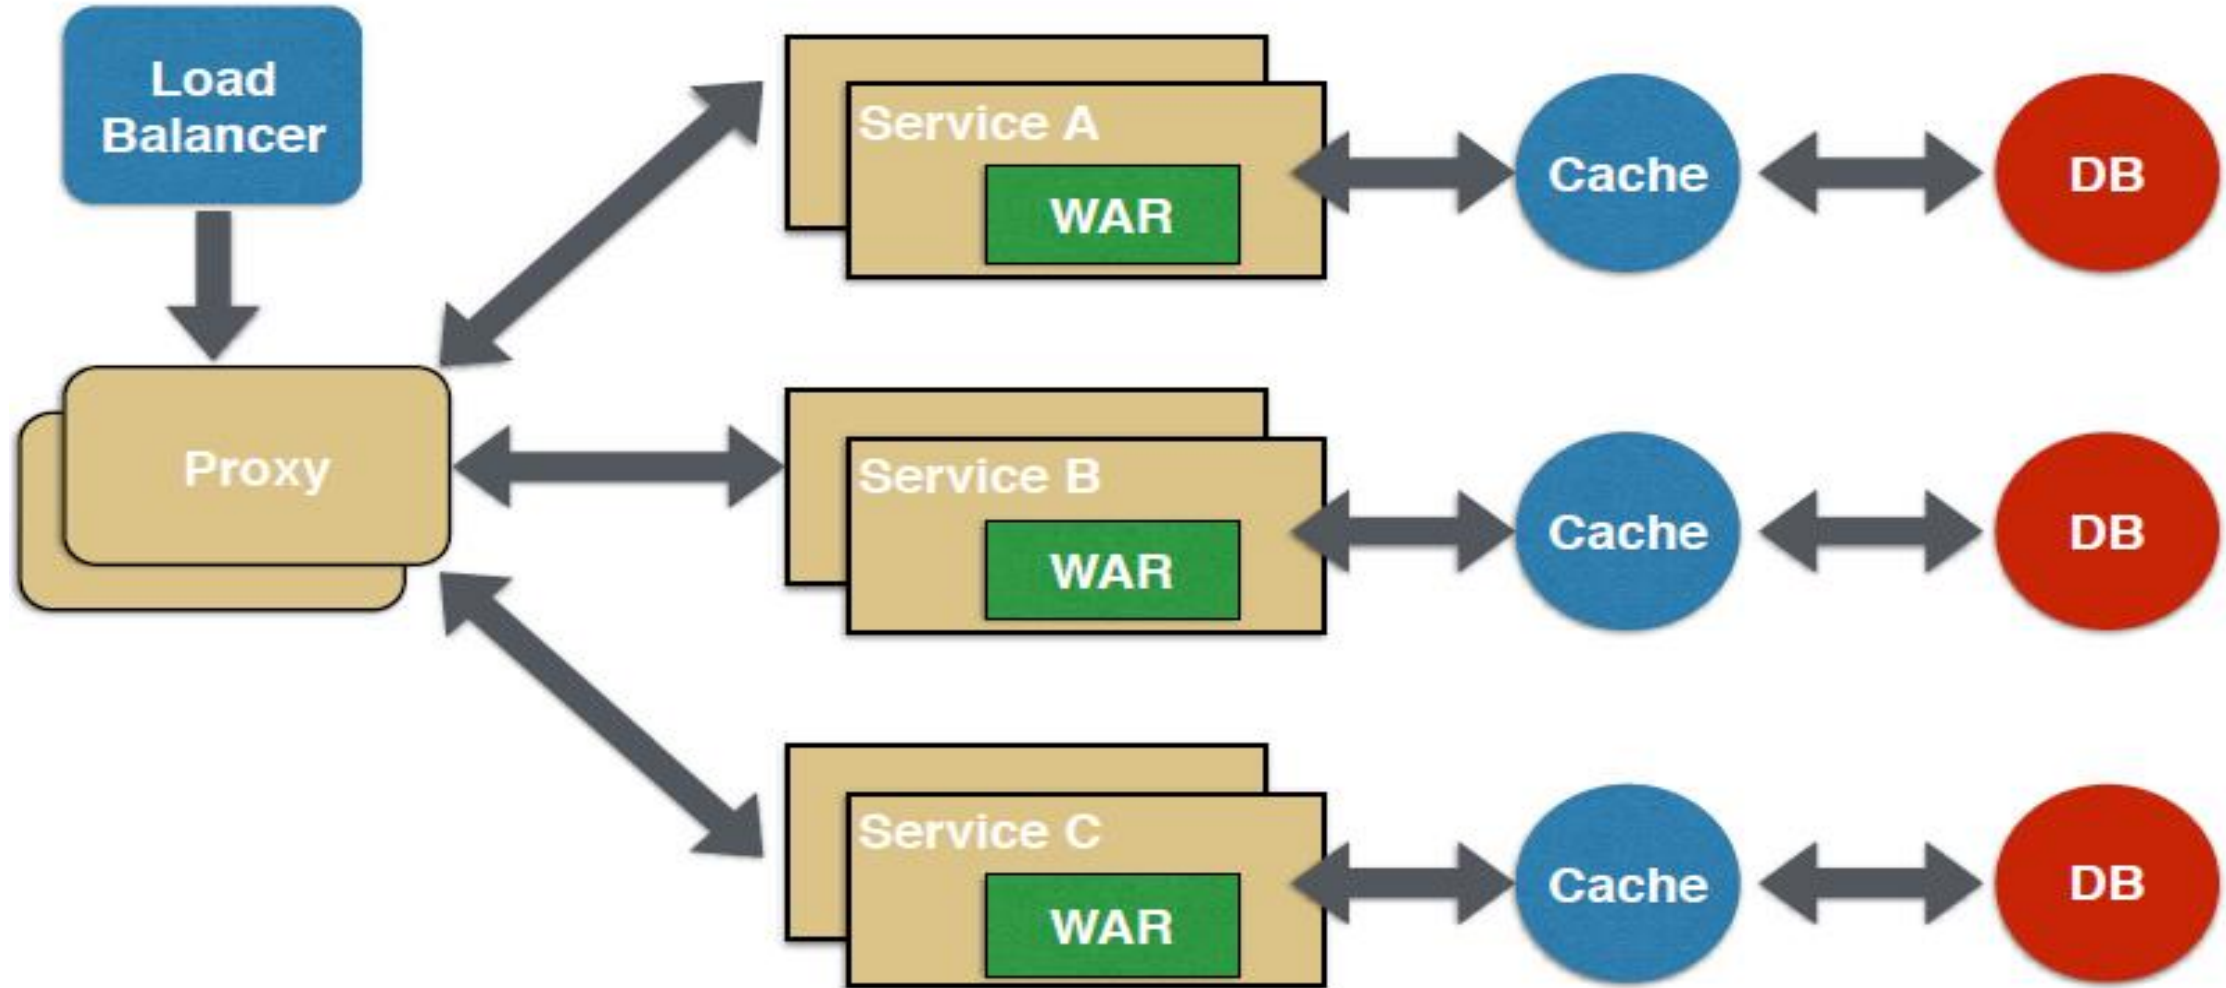 Load
Balancer
Service A
WAR
Cache
DB
Proxy
Service B
WAR
Cache
DB
Service C
WAR
Cache
DB